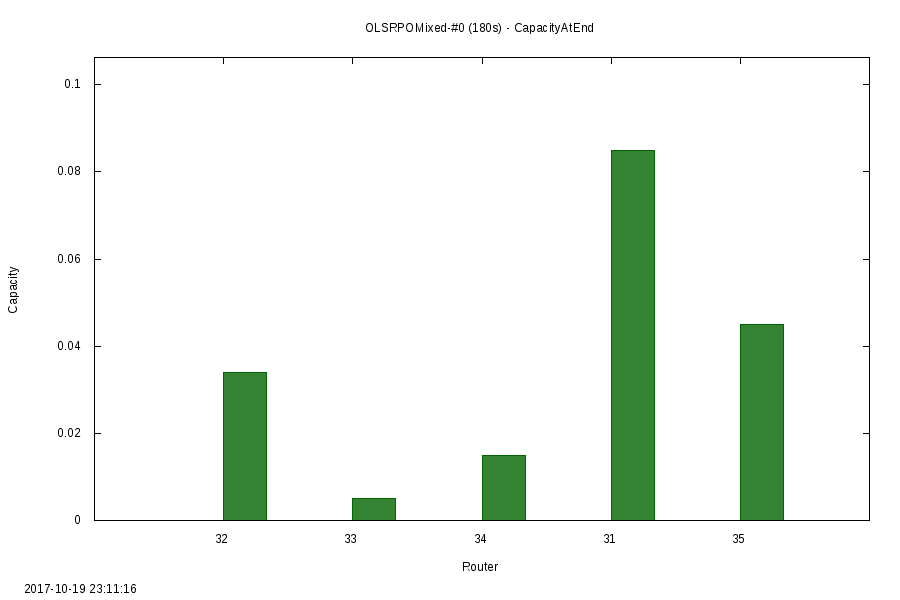 OLSRPOMixed-#0 (180s) - CapacityAtEnd
0.1
0.08
0.06
0.04
0.02
0
Capacity
32 33 34 31 35
Router
2017-10-19 23:11:16